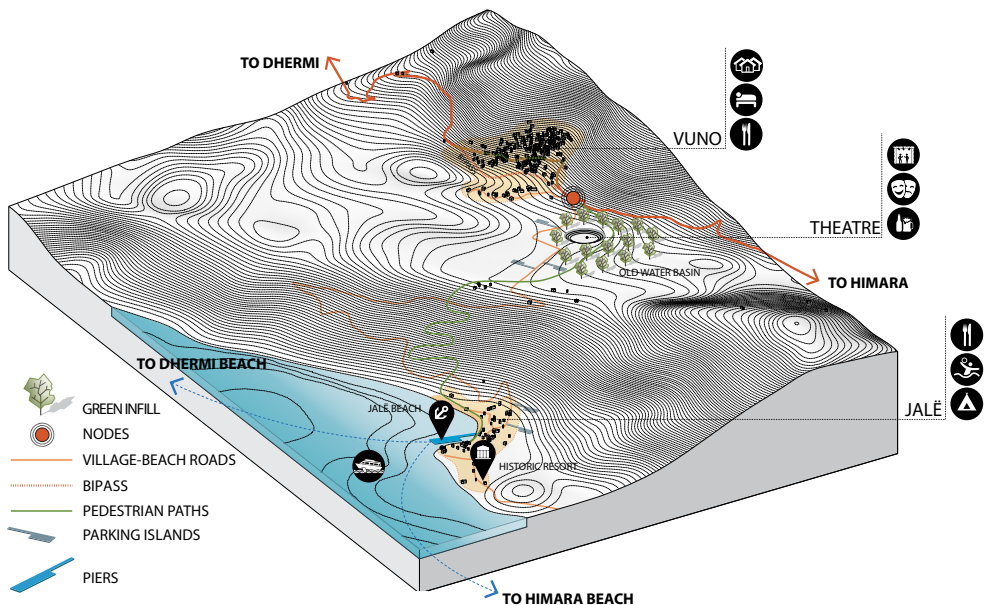 TO DHERMI
VUNO
THEATRE
OLD WATER BASIN
TO HIMARA
TO DHERMI BEACH
JALË BEACH
JALË
HISTORIC RESORT
GREEN INFILL
NODES
VILLAGE-BEACH ROADS
BIPASS
PEDESTRIAN PATHS
PARKING ISLANDS
PIERS
TO HIMARA BEACH